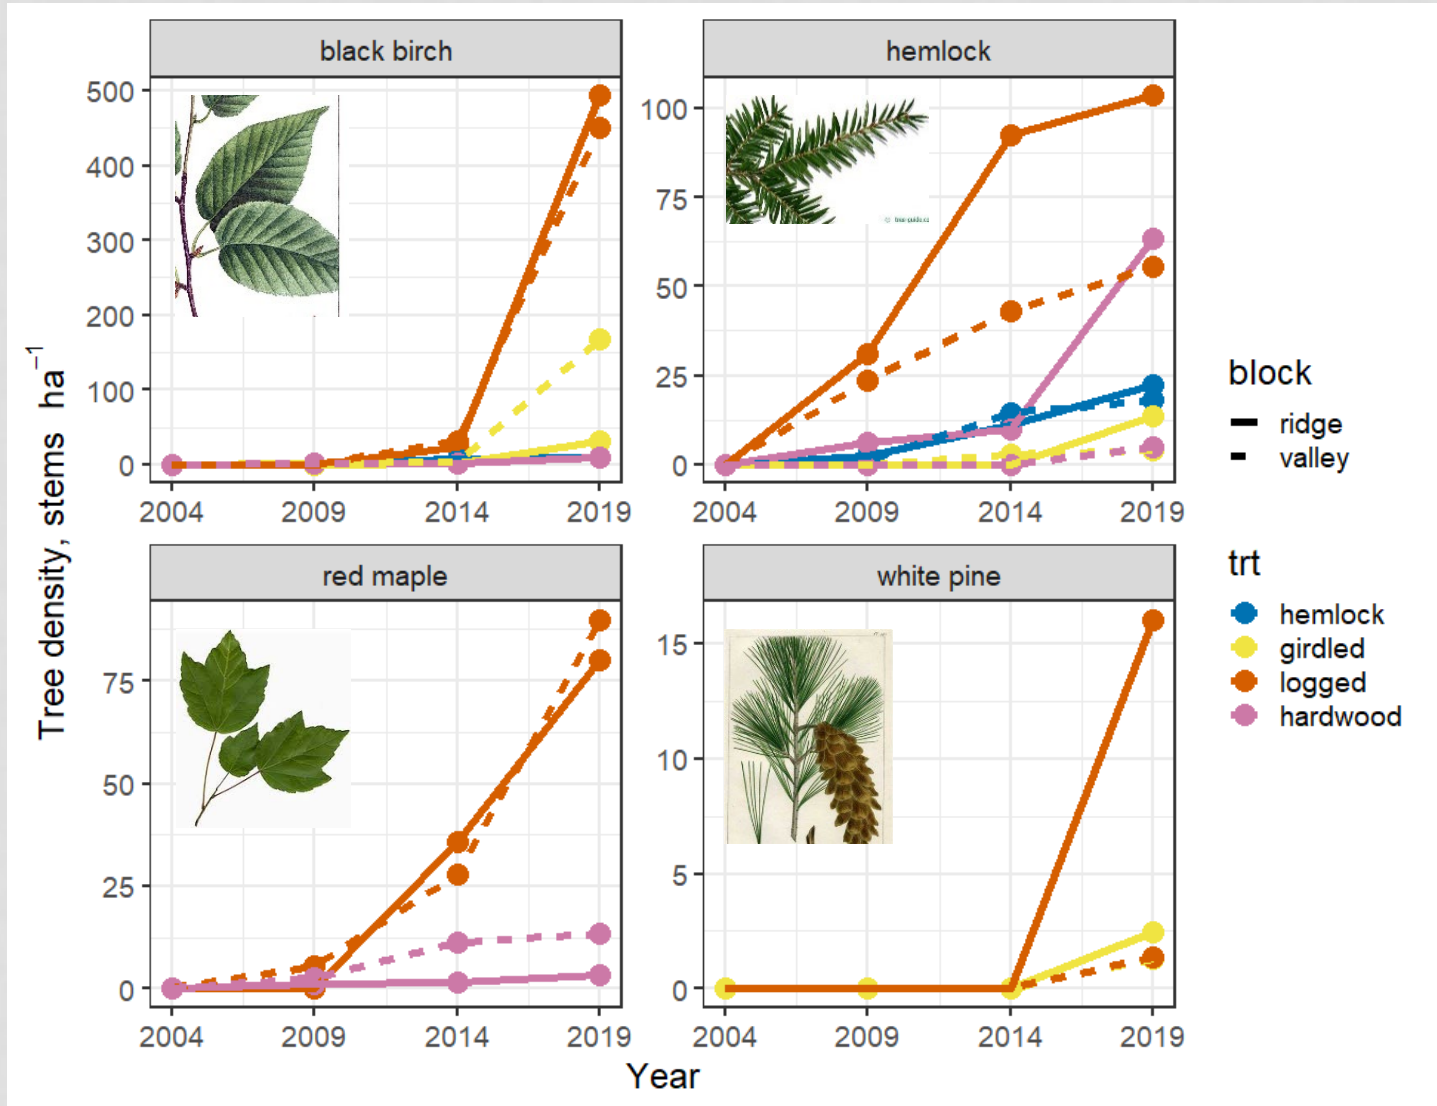 black birch
hemlock
500
400
300
200
100
0
2004 2009 2014 2019
100
75
50
25
0
2004 2009 2014 2019
red maple
white pine
75
50
25
0
2004 2009 2014 2019
15
10
5
0
2004 2009 2014 2019
Tree density, stems ha⁻¹
Year
block
ridge
valley
trt
hemlock
girdled
logged
hardwood